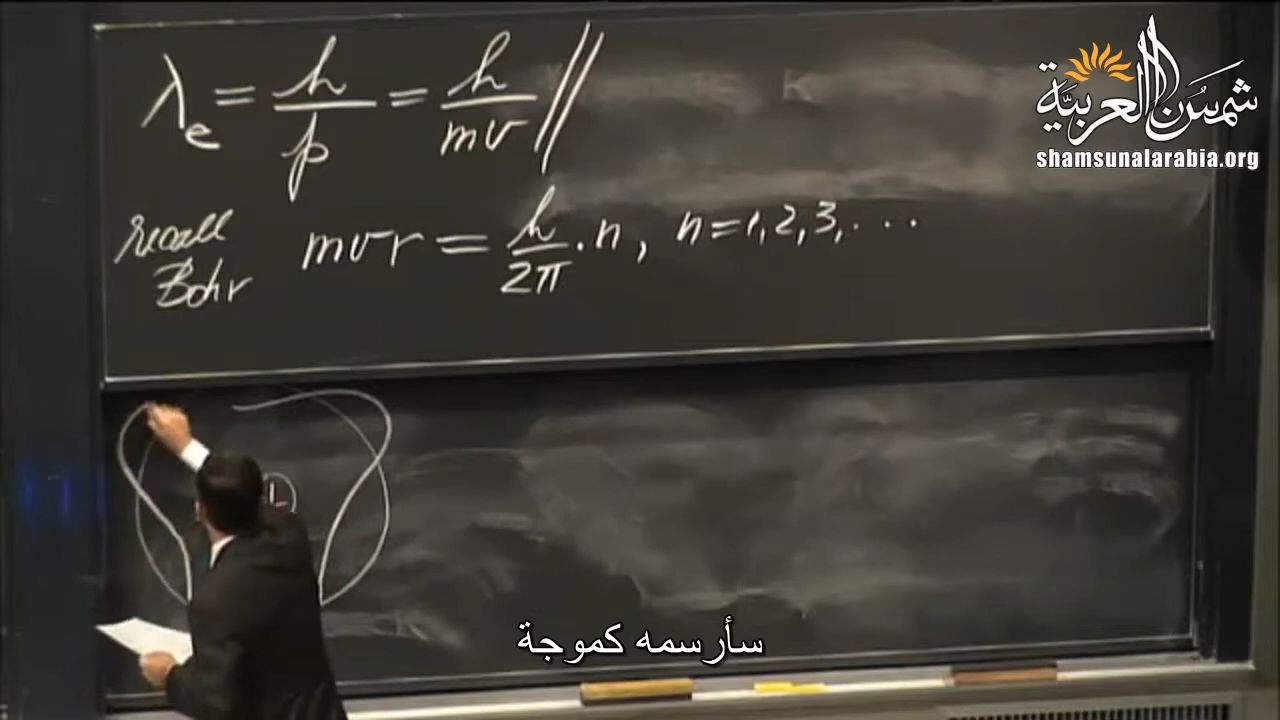 λe = h/p = h/mv //
recall Bohr mvr = h/2π · n, n=1,2,3,···
شمسن العربية
shamsunalarabia.org
سأرسمه كموجة